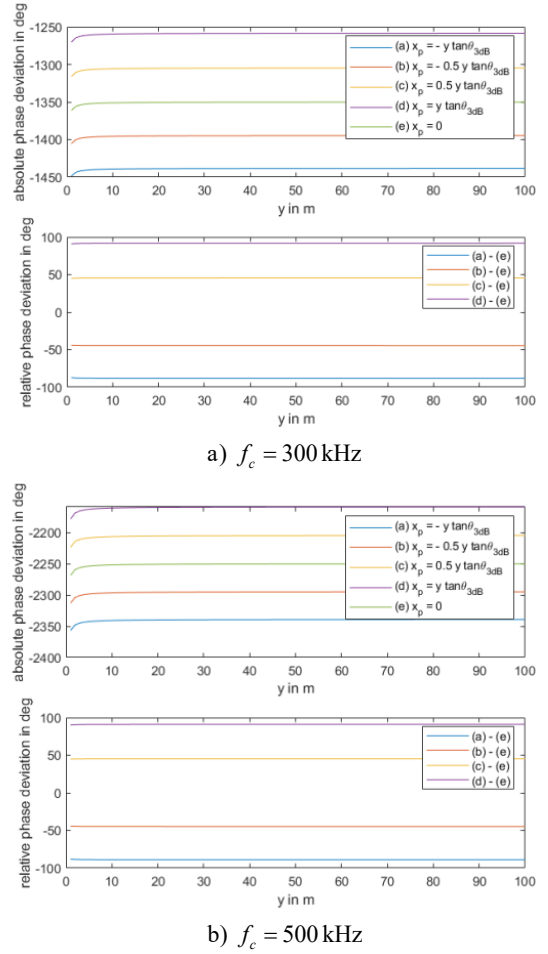 -1250
-1300
-1350
-1400
-1450
absolute phase deviation in deg
0 10 20 30 40 50 60 70 80 90 100
y in m
(a) x_p = - y tanθ_3dB
(b) x_p = - 0.5 y tanθ_3dB
(c) x_p = 0.5 y tanθ_3dB
(d) x_p = y tanθ_3dB
(e) x_p = 0
100
50
0
-50
-100
relative phase deviation in deg
0 10 20 30 40 50 60 70 80 90 100
y in m
(a) - (e)
(b) - (e)
(c) - (e)
(d) - (e)
a) f_c = 300 kHz
-2200
-2250
-2300
-2350
-2400
absolute phase deviation in deg
0 10 20 30 40 50 60 70 80 90 100
y in m
(a) x_p = - y tanθ_3dB
(b) x_p = - 0.5 y tanθ_3dB
(c) x_p = 0.5 y tanθ_3dB
(d) x_p = y tanθ_3dB
(e) x_p = 0
100
50
0
-50
-100
relative phase deviation in deg
0 10 20 30 40 50 60 70 80 90 100
y in m
(a) - (e)
(b) - (e)
(c) - (e)
(d) - (e)
b) f_c = 500 kHz